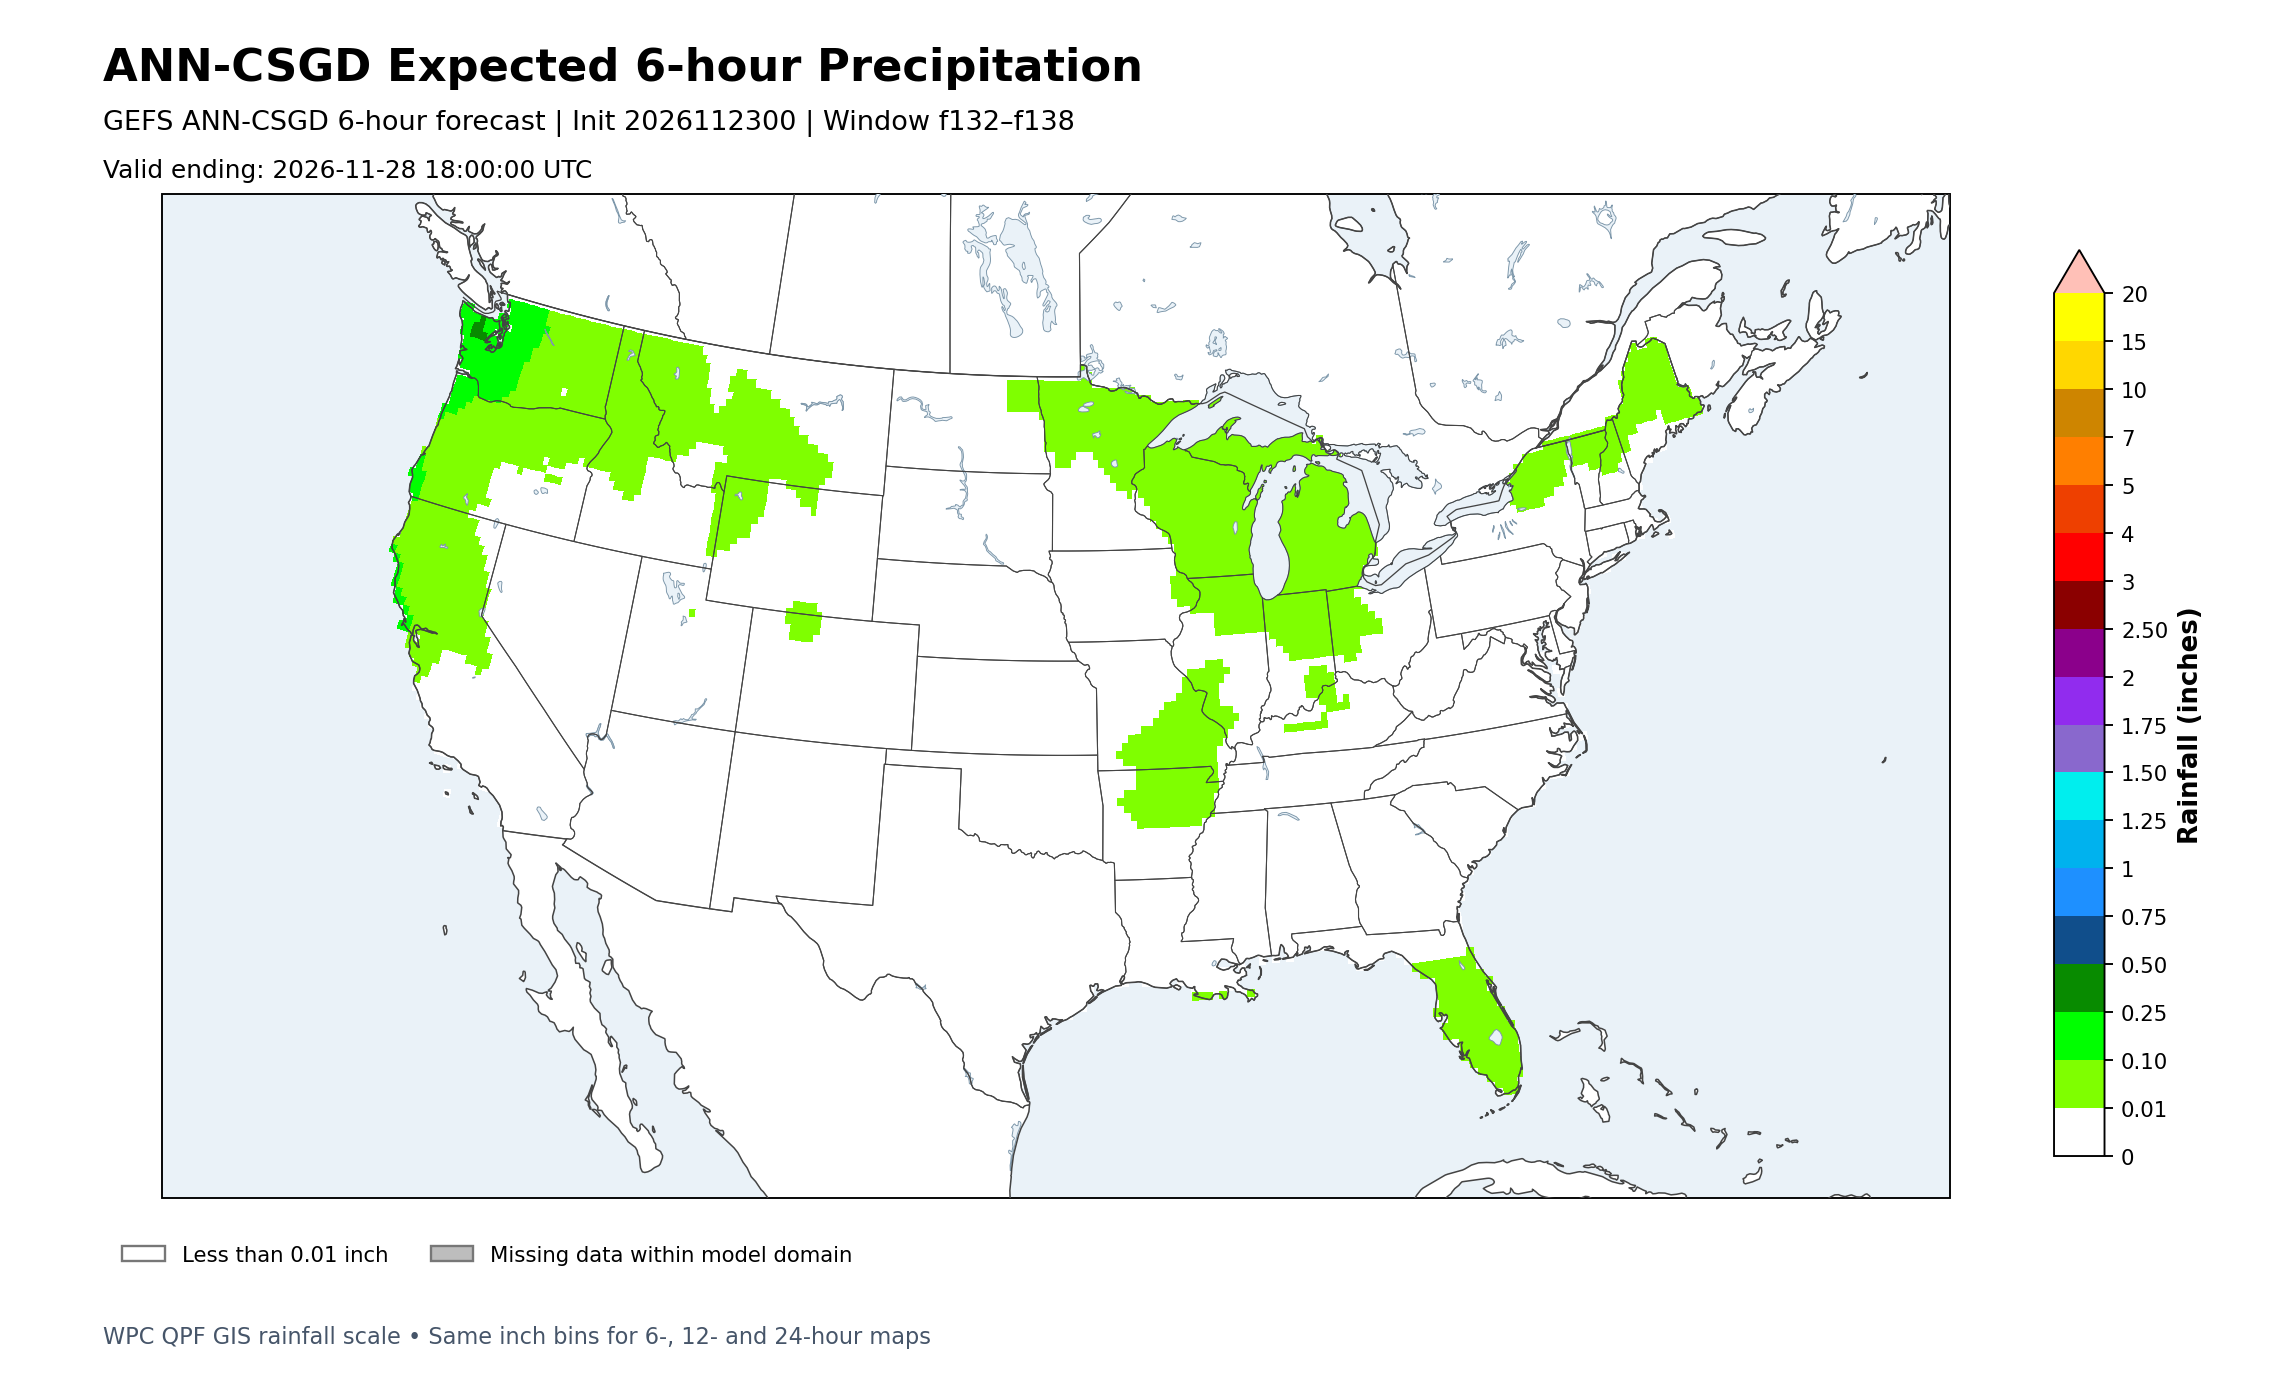 ANN-CSGD Expected 6-hour Precipitation
GEFS ANN-CSGD 6-hour forecast | Init 2026112300 | Window f132–f138
Valid ending: 2026-11-28 18:00:00 UTC
20
15
10
7
5
4
3
2.50
2
1.75
1.50
1.25
1
0.75
0.50
0.25
0.10
0.01
0
Rainfall (inches)
Less than 0.01 inch
Missing data within model domain
WPC QPF GIS rainfall scale • Same inch bins for 6-, 12- and 24-hour maps